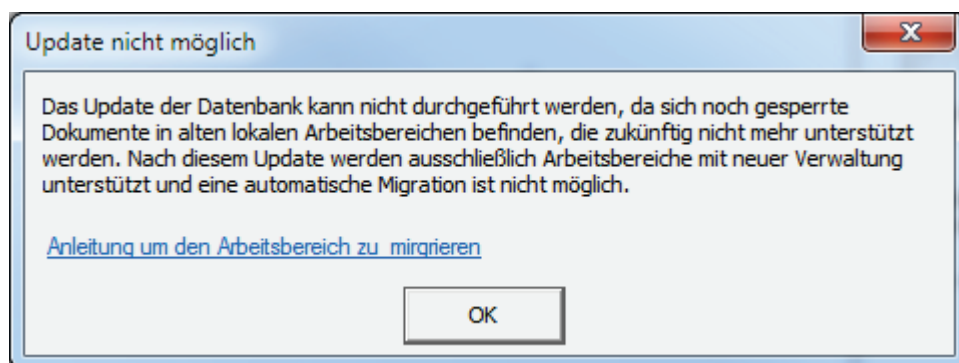 Update nicht möglich
Das Update der Datenbank kann nicht durchgeführt werden, da sich noch gesperrte
Dokumente in alten lokalen Arbeitsbereichen befinden, die zukünftig nicht mehr unterstützt
werden. Nach diesem Update werden ausschließlich Arbeitsbereiche mit neuer Verwaltung
unterstützt und eine automatische Migration ist nicht möglich.
Anleitung um den Arbeitsbereich zu mirgrieren
OK